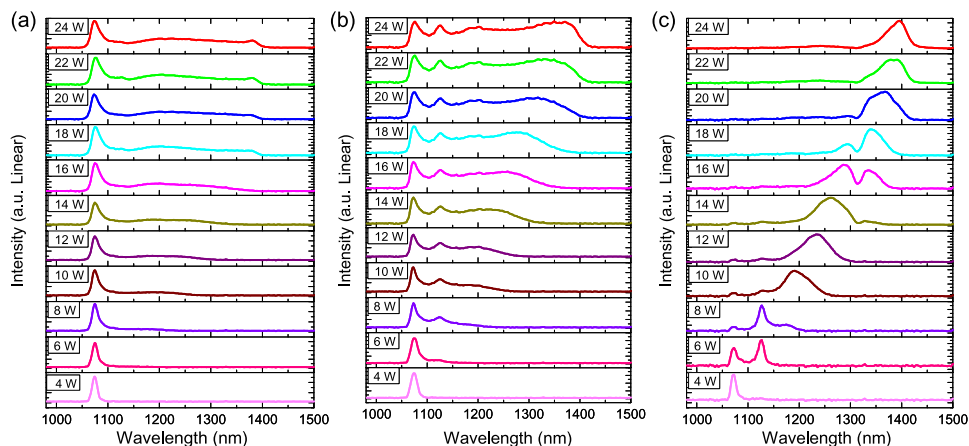 (a)
Intensity (a.u. Linear)
24 W
22 W
20 W
18 W
16 W
14 W
12 W
10 W
8 W
6 W
4 W
1000 1100 1200 1300 1400 1500
Wavelength (nm)
(b)
Intensity (a.u. Linear)
24 W
22 W
20 W
18 W
16 W
14 W
12 W
10 W
8 W
6 W
4 W
1000 1100 1200 1300 1400 1500
Wavelength (nm)
(c)
Intensity (a.u. Linear)
24 W
22 W
20 W
18 W
16 W
14 W
12 W
10 W
8 W
6 W
4 W
1000 1100 1200 1300 1400 1500
Wavelength (nm)